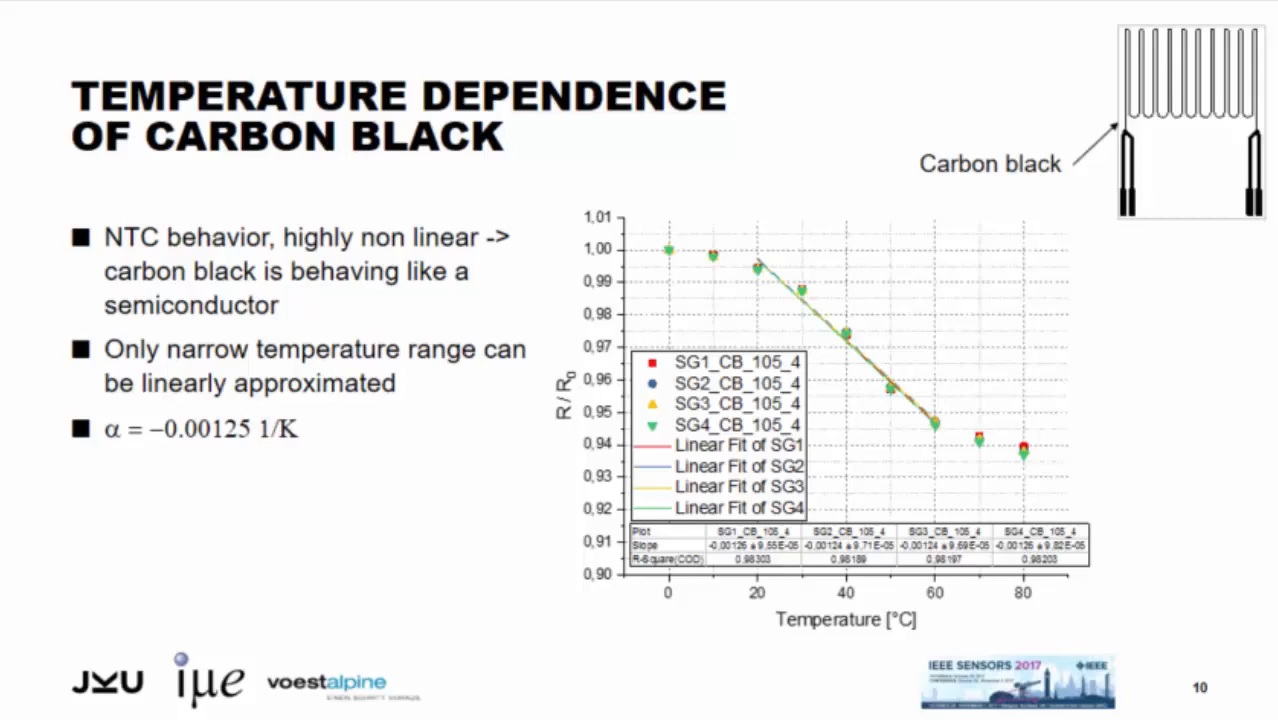 TEMPERATURE DEPENDENCE
OF CARBON BLACK
Carbon black
■ NTC behavior, highly non linear ->
carbon black is behaving like a
semiconductor
■ Only narrow temperature range can
be linearly approximated
■ α = −0.00125 1/K
1,01
1,00
0,99
0,98
0,97
0,96
0,95
0,94
0,93
0,92
0,91
0,90
R / R0
SG1_CB_105_4
SG2_CB_105_4
SG3_CB_105_4
SG4_CB_105_4
Linear Fit of SG1
Linear Fit of SG2
Linear Fit of SG3
Linear Fit of SG4
Plot SG1_CB_105_4 SG2_CB_105_4 SG3_CB_105_4 SG4_CB_105_4
Slope -0,00126 ± 9,55E-05 -0,00124 ± 9,71E-05 -0,00124 ± 9,69E-05 -0,00126 ± 9,82E-05
R-Square(COD) 0,98303 0,98189 0,98197 0,98203
0 20 40 60 80
Temperature [°C]
JKU iμe voestalpine
IEEE SENSORS 2017 IEEE
10